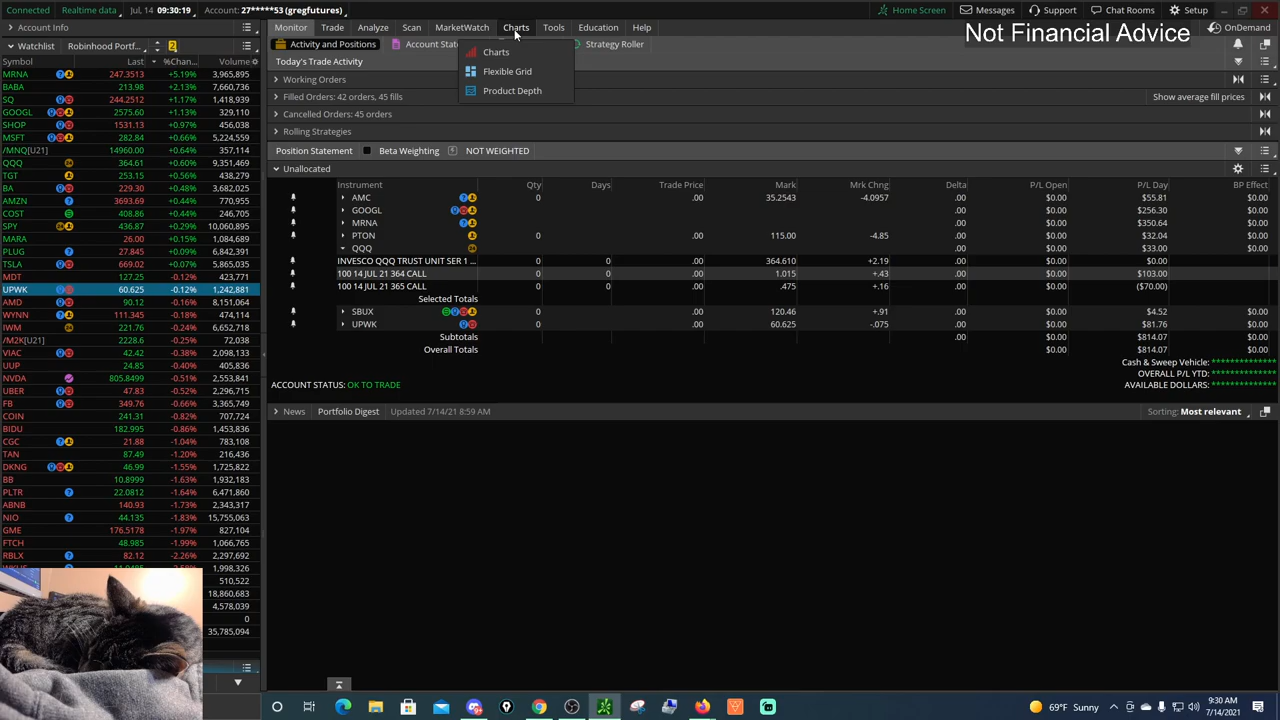 Connected Realtime data Jul, 14 09:30:19 Account: 27*****53 (gregfutures) Home Screen Messages Support Chat Rooms Setup
Account Info Monitor Trade Analyze Scan MarketWatch Charts Tools Education Help Not Financial Advice OnDemand
Watchlist Robinhood Portf... 2 Activity and Positions Account Stat Strategy Roller
Charts
Flexible Grid
Product Depth
Symbol Last %Chan... Volume
MRNA 247.3513 +5.19% 3,965,895
BABA 213.98 +2.13% 7,660,736
SQ 244.2512 +1.17% 1,418,939
GOOGL 2575.60 +1.13% 329,110
SHOP 1531.13 +0.97% 456,038
MSFT 282.84 +0.66% 5,224,559
/MNQ[U21] 14960.00 +0.64% 357,114
QQQ 364.61 +0.60% 9,351,469
TGT 253.15 +0.56% 438,279
BA 229.30 +0.48% 3,682,025
AMZN 3693.69 +0.44% 770,955
COST 408.86 +0.34% 246,705
SPY 436.87 +0.29% 10,060,895
MARA 26.00 +0.15% 1,084,689
PLUG 27.845 +0.09% 6,842,391
TSLA 669.02 +0.07% 5,865,035
MDT 127.25 -0.12% 423,771
UPWK 60.625 -0.12% 1,242,881
AMD 90.12 -0.16% 8,151,064
WYNN 111.345 -0.18% 474,114
IWM 221.76 -0.24% 6,652,718
/M2K[U21] 2228.6 -0.25% 72,038
VIAC 42.42 -0.38% 2,098,133
UUP 24.85 -0.40% 405,836
NVDA 805.8499 -0.51% 2,553,841
UBER 47.83 -0.52% 2,296,715
FB 349.76 -0.66% 3,365,749
COIN 241.31 -0.82% 707,724
BIDU 182.995 -0.86% 1,453,836
CGC 21.88 -1.04% 783,108
TAN 87.49 -1.20% 216,436
DKNG 46.99 -1.55% 1,725,822
BB 10.8999 -1.63% 1,932,183
PLTR 22.0812 -1.64% 6,471,860
ABNB 140.93 -1.73% 2,343,317
NIO 44.135 -1.83% 15,755,063
GME 176.5178 -1.97% 827,104
FTCH 48.985 -1.99% 1,066,975
RBLX 82.12 -2.26% 2,297,696
1,998,326
510,522
18,860,683
4,578,039
0
35,785,094
Today's Trade Activity
Working Orders
Filled Orders: 42 orders, 45 fills Show average fill prices
Cancelled Orders: 45 orders
Rolling Strategies
Position Statement Beta Weighting NOT WEIGHTED
Unallocated
Instrument Qty Days Trade Price Mark Mrk Chng Delta P/L Open P/L Day BP Effect
AMC 0 .00 35.2543 -4.0957 .00 $0.00 $55.81 $0.00
GOOGL .00 $0.00 $256.30 $0.00
MRNA .00 $0.00 $350.64 $0.00
PTON 0 .00 115.00 -4.85 .00 $0.00 $32.04 $0.00
QQQ .00 $0.00 $33.00 $0.00
INVESCO QQQ TRUST UNIT SER 1 ... 0 0 .00 364.610 +2.19 .00 $0.00 $0.00
100 14 JUL 21 364 CALL 0 0 .00 1.015 +.43 .00 $0.00 $103.00
100 14 JUL 21 365 CALL 0 0 .00 .475 +.16 .00 $0.00 ($70.00)
Selected Totals
SBUX 0 .00 120.46 +.91 .00 $0.00 $4.52 $0.00
UPWK 0 .00 60.625 -.075 .00 $0.00 $81.76 $0.00
Subtotals .00 $0.00 $814.07 $0.00
Overall Totals $0.00 $814.07 $0.00
Cash & Sweep Vehicle: **************
OVERALL P/L YTD: **************
ACCOUNT STATUS: OK TO TRADE AVAILABLE DOLLARS: **************
News Portfolio Digest Updated 7/14/21 8:59 AM Sorting: Most relevant
69°F Sunny 9:30 AM
7/14/2021